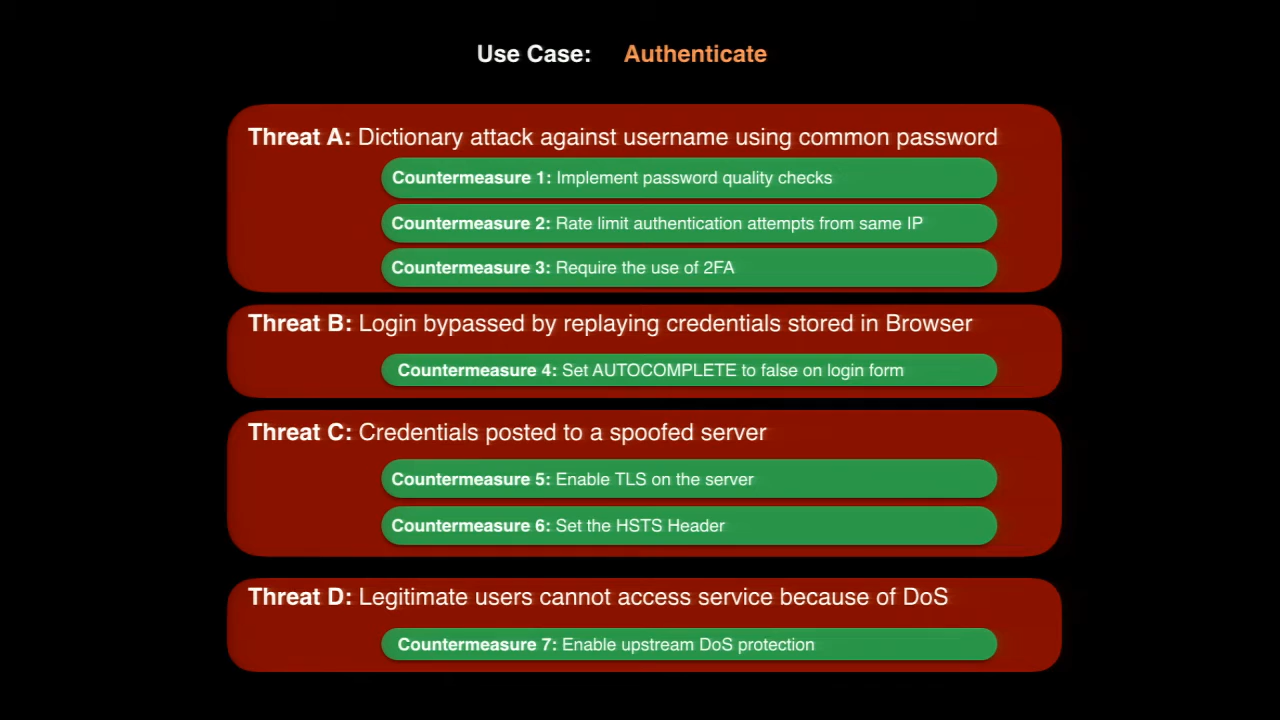 Use Case: Authenticate
Threat A: Dictionary attack against username using common password
Countermeasure 1: Implement password quality checks
Countermeasure 2: Rate limit authentication attempts from same IP
Countermeasure 3: Require the use of 2FA
Threat B: Login bypassed by replaying credentials stored in Browser
Countermeasure 4: Set AUTOCOMPLETE to false on login form
Threat C: Credentials posted to a spoofed server
Countermeasure 5: Enable TLS on the server
Countermeasure 6: Set the HSTS Header
Threat D: Legitimate users cannot access service because of DoS
Countermeasure 7: Enable upstream DoS protection